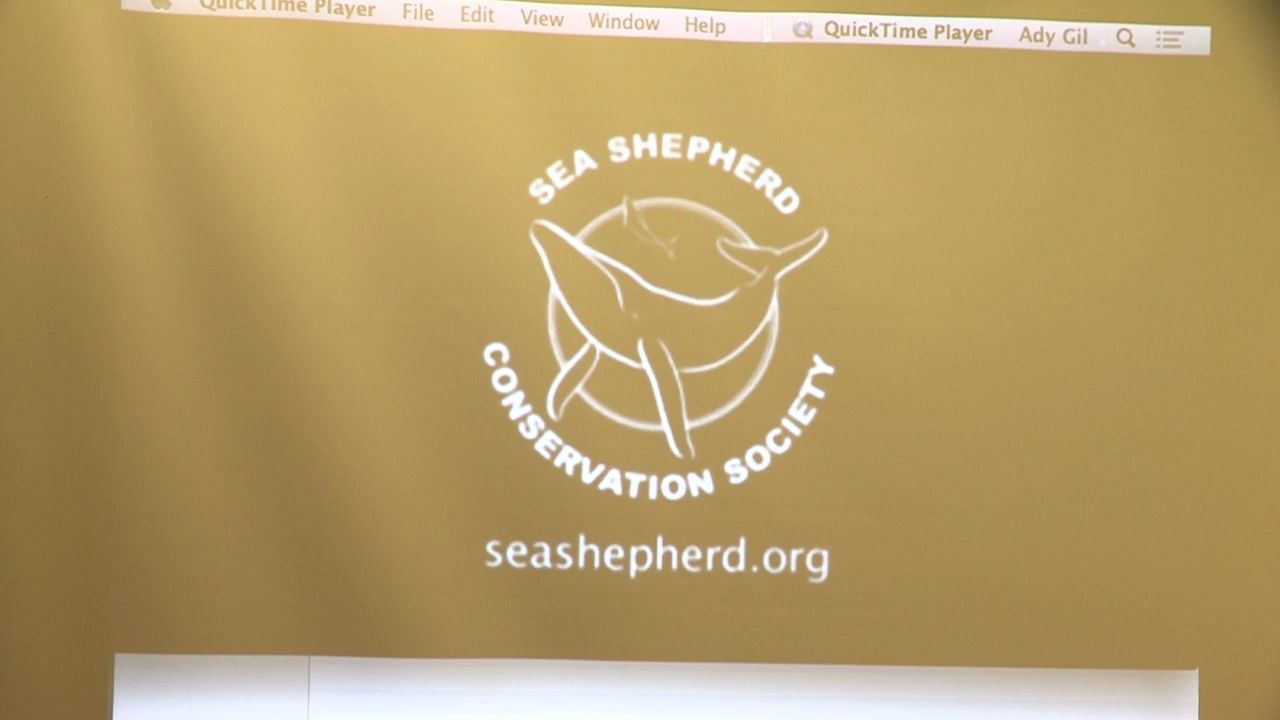 QuickTime Player File Edit View Window Help QuickTime Player Ady Gil
SEA SHEPHERD
CONSERVATION SOCIETY
seashepherd.org